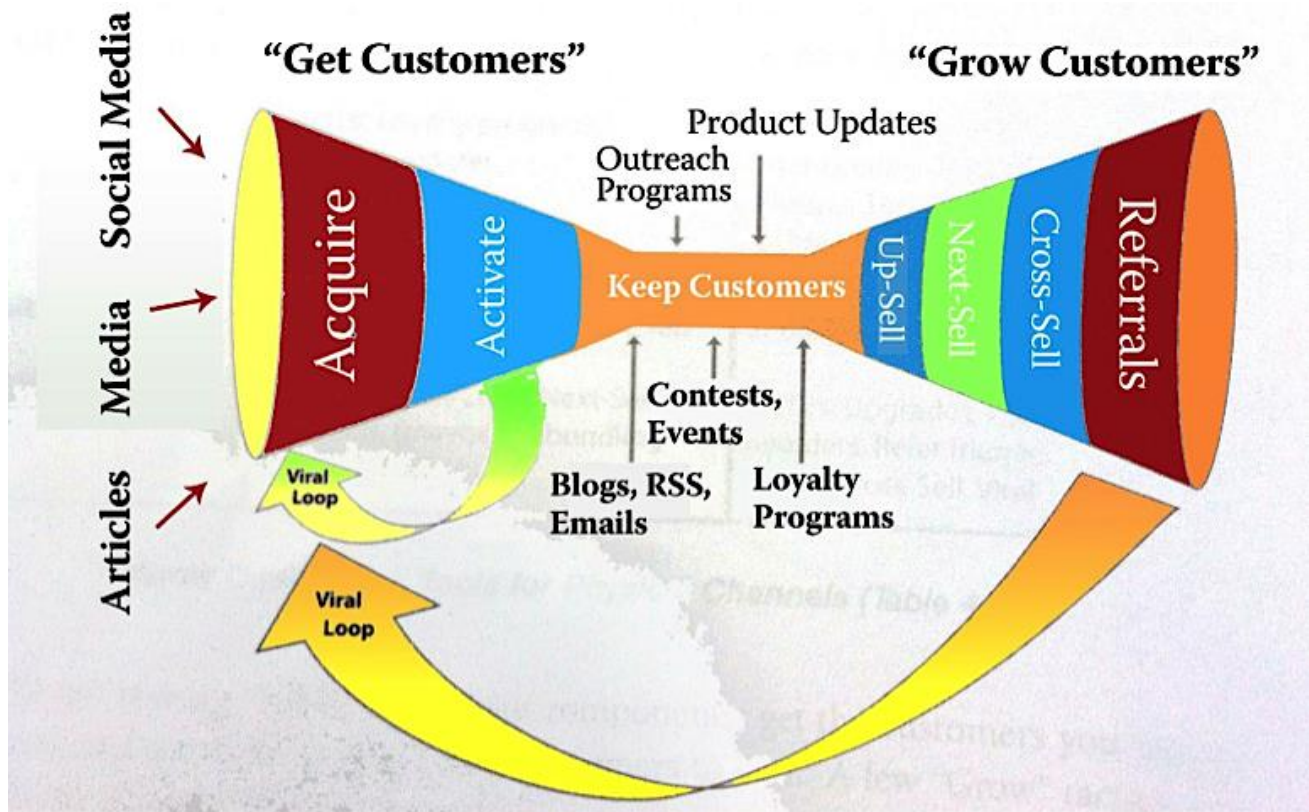 “Get Customers”
“Grow Customers”
Social Media
Media
Articles
Acquire
Activate
Outreach
Programs
Product Updates
Keep Customers
Up-Sell
Next-Sell
Cross-Sell
Referrals
Contests,
Events
Blogs, RSS,
Emails
Loyalty
Programs
Viral
Loop
Viral
Loop